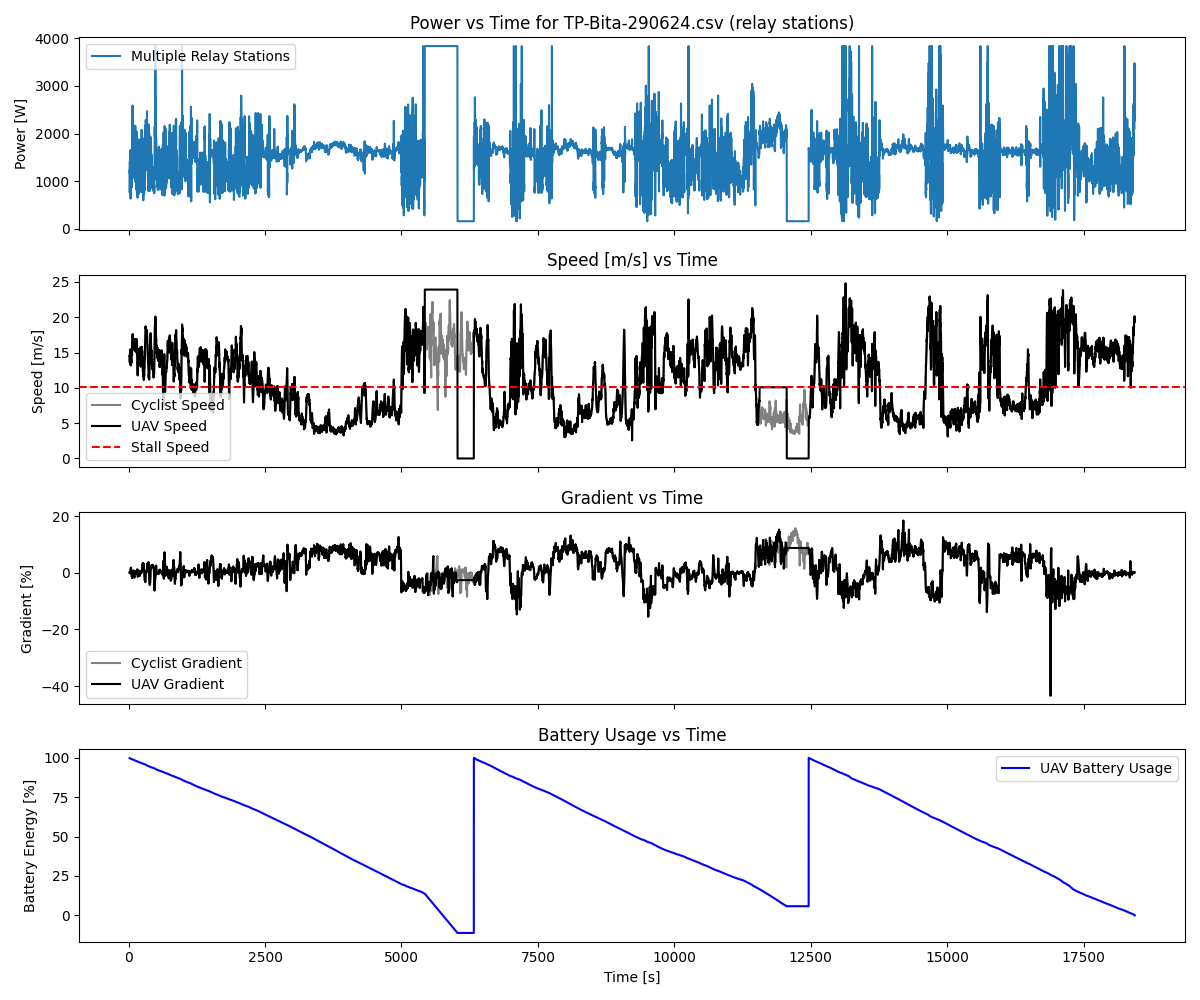 Power vs Time for TP-Bita-290624.csv (relay stations)
4000
3000
2000
1000
0
Power [W]
Multiple Relay Stations
Speed [m/s] vs Time
25
20
15
10
5
0
Speed [m/s]
Cyclist Speed
UAV Speed
Stall Speed
Gradient vs Time
20
0
−20
−40
Gradient [%]
Cyclist Gradient
UAV Gradient
Battery Usage vs Time
100
75
50
25
0
Battery Energy [%]
UAV Battery Usage
0 2500 5000 7500 10000 12500 15000 17500
Time [s]